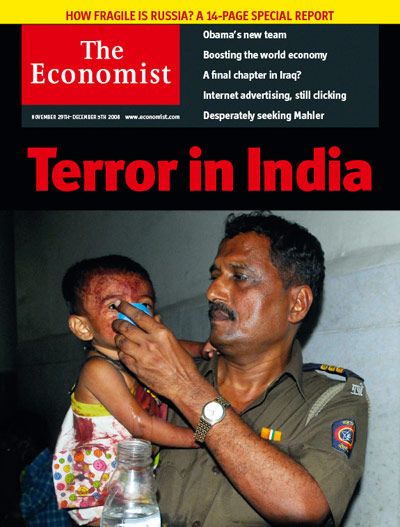 HOW FRAGILE IS RUSSIA? A 14-PAGE SPECIAL REPORT
The
Economist
NOVEMBER 29TH-DECEMBER 5TH 2008 www.economist.com
Obama's new team
Boosting the world economy
A final chapter in Iraq?
Internet advertising, still clicking
Desperately seeking Mahler
Terror in India